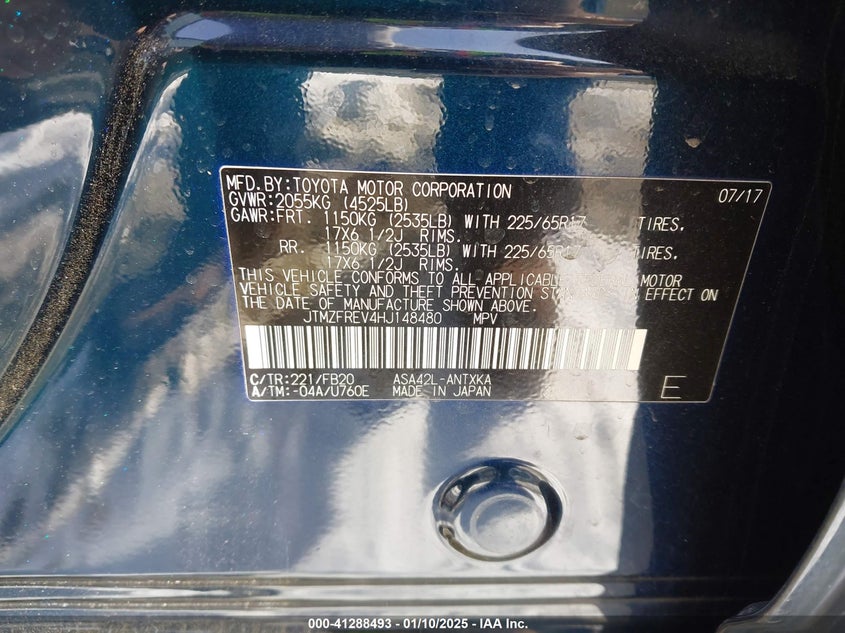 MFD.BY:TOYOTA MOTOR CORPORATION 07/17
GVWR:2055KG (4525LB)
GAWR:FRT. 1150KG (2535LB) WITH 225/65R17 TIRES.
17X6 1/2J RIMS.
RR. 1150KG (2535LB) WITH 225/65R17 TIRES.
17X6 1/2J RIMS.
THIS VEHICLE CONFORMS TO ALL APPLICABLE MOTOR
VEHICLE SAFETY AND THEFT PREVENTION IN EFFECT ON
THE DATE OF MANUFACTURE SHOWN ABOVE.
JTMZFREV4HJ148480 MPV
C/TR:221/FB20 ASA42L-ANTXKA
A/TM:-04A/U760E MADE IN JAPAN E
000-41288493 - 01/10/2025 - IAA Inc.